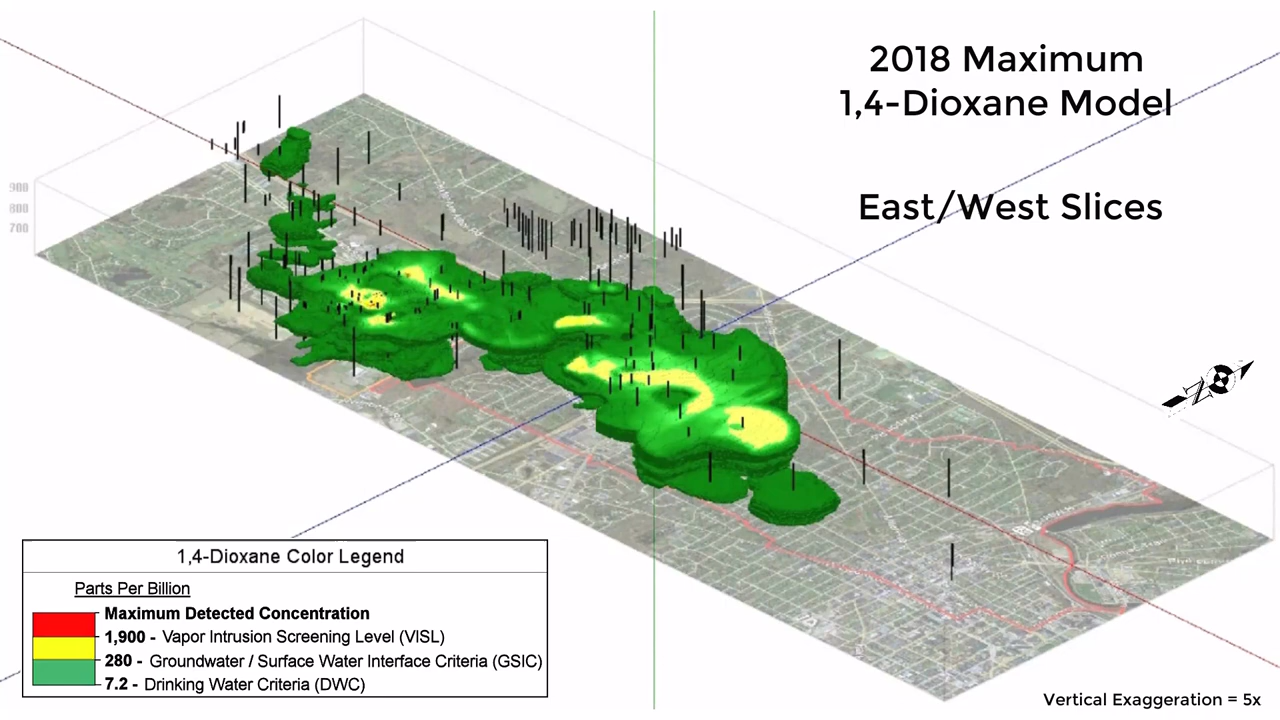 2018 Maximum
1,4-Dioxane Model
East/West Slices
900
800
700
N
1,4-Dioxane Color Legend
Parts Per Billion
Maximum Detected Concentration
1,900 - Vapor Intrusion Screening Level (VISL)
280 - Groundwater / Surface Water Interface Criteria (GSIC)
7.2 - Drinking Water Criteria (DWC)
Vertical Exaggeration = 5x